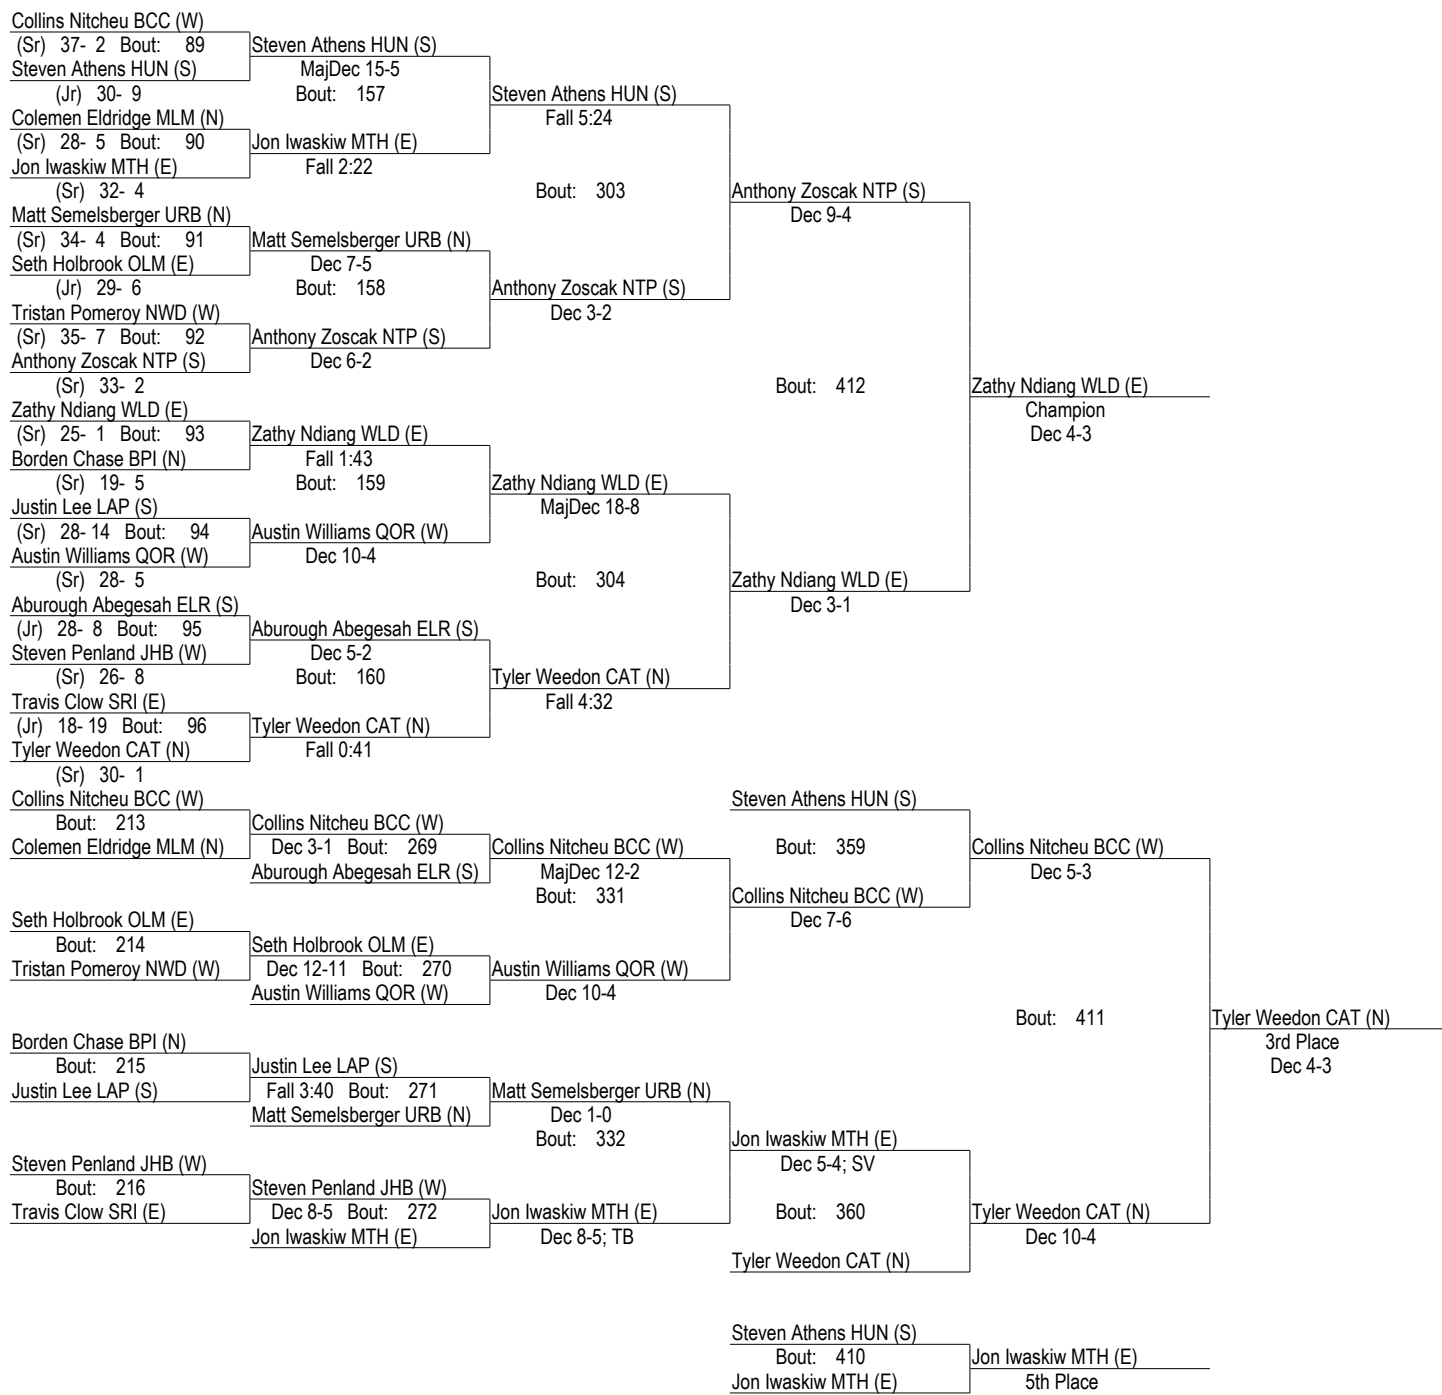 Collins Nitcheu BCC (W)
(Sr) 37- 2 Bout: 89 Steven Athens HUN (S)
Steven Athens HUN (S) MajDec 15-5
(Jr) 30- 9 Bout: 157 Steven Athens HUN (S)
Colemen Eldridge MLM (N) Fall 5:24
(Sr) 28- 5 Bout: 90 Jon Iwaskiw MTH (E)
Jon Iwaskiw MTH (E) Fall 2:22
(Sr) 32- 4 Bout: 303 Anthony Zoscak NTP (S)
Matt Semelsberger URB (N) Dec 9-4
(Sr) 34- 4 Bout: 91 Matt Semelsberger URB (N)
Seth Holbrook OLM (E) Dec 7-5
(Jr) 29- 6 Bout: 158 Anthony Zoscak NTP (S)
Tristan Pomeroy NWD (W) Dec 3-2
(Sr) 35- 7 Bout: 92 Anthony Zoscak NTP (S)
Anthony Zoscak NTP (S) Dec 6-2
(Sr) 33- 2 Bout: 412 Zathy Ndiang WLD (E)
Zathy Ndiang WLD (E) Champion
(Sr) 25- 1 Bout: 93 Zathy Ndiang WLD (E) Dec 4-3
Borden Chase BPI (N) Fall 1:43
(Sr) 19- 5 Bout: 159 Zathy Ndiang WLD (E)
Justin Lee LAP (S) MajDec 18-8
(Sr) 28- 14 Bout: 94 Austin Williams QOR (W)
Austin Williams QOR (W) Dec 10-4
(Sr) 28- 5 Bout: 304 Zathy Ndiang WLD (E)
Aburough Abegesah ELR (S) Dec 3-1
(Jr) 28- 8 Bout: 95 Aburough Abegesah ELR (S)
Steven Penland JHB (W) Dec 5-2
(Sr) 26- 8 Bout: 160 Tyler Weedon CAT (N)
Travis Clow SRI (E) Fall 4:32
(Jr) 18- 19 Bout: 96 Tyler Weedon CAT (N)
Tyler Weedon CAT (N) Fall 0:41
(Sr) 30- 1
Collins Nitcheu BCC (W) Steven Athens HUN (S)
Bout: 213 Collins Nitcheu BCC (W)
Colemen Eldridge MLM (N) Dec 3-1 Bout: 269 Collins Nitcheu BCC (W) Bout: 359 Collins Nitcheu BCC (W)
Aburough Abegesah ELR (S) MajDec 12-2 Dec 5-3
Bout: 331 Collins Nitcheu BCC (W)
Seth Holbrook OLM (E) Dec 7-6
Bout: 214 Seth Holbrook OLM (E)
Tristan Pomeroy NWD (W) Dec 12-11 Bout: 270 Austin Williams QOR (W)
Austin Williams QOR (W) Dec 10-4
Bout: 411 Tyler Weedon CAT (N)
Borden Chase BPI (N) 3rd Place
Bout: 215 Justin Lee LAP (S) Dec 4-3
Justin Lee LAP (S) Fall 3:40 Bout: 271 Matt Semelsberger URB (N)
Matt Semelsberger URB (N) Dec 1-0
Bout: 332 Jon Iwaskiw MTH (E)
Steven Penland JHB (W) Dec 5-4; SV
Bout: 216 Steven Penland JHB (W)
Travis Clow SRI (E) Dec 8-5 Bout: 272 Jon Iwaskiw MTH (E) Bout: 360 Tyler Weedon CAT (N)
Jon Iwaskiw MTH (E) Dec 8-5; TB Dec 10-4
Tyler Weedon CAT (N)
Steven Athens HUN (S)
Bout: 410 Jon Iwaskiw MTH (E)
Jon Iwaskiw MTH (E) 5th Place